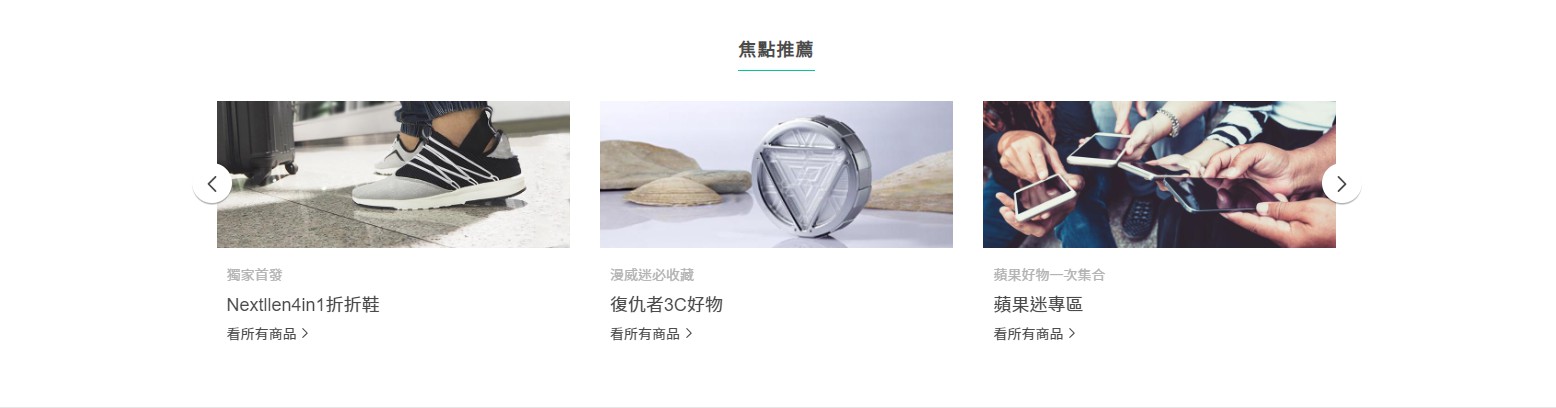 焦點推薦
獨家首發
Nextllen4in1折折鞋
看所有商品
漫威迷必收藏
復仇者3C好物
看所有商品
蘋果好物一次集合
蘋果迷專區
看所有商品